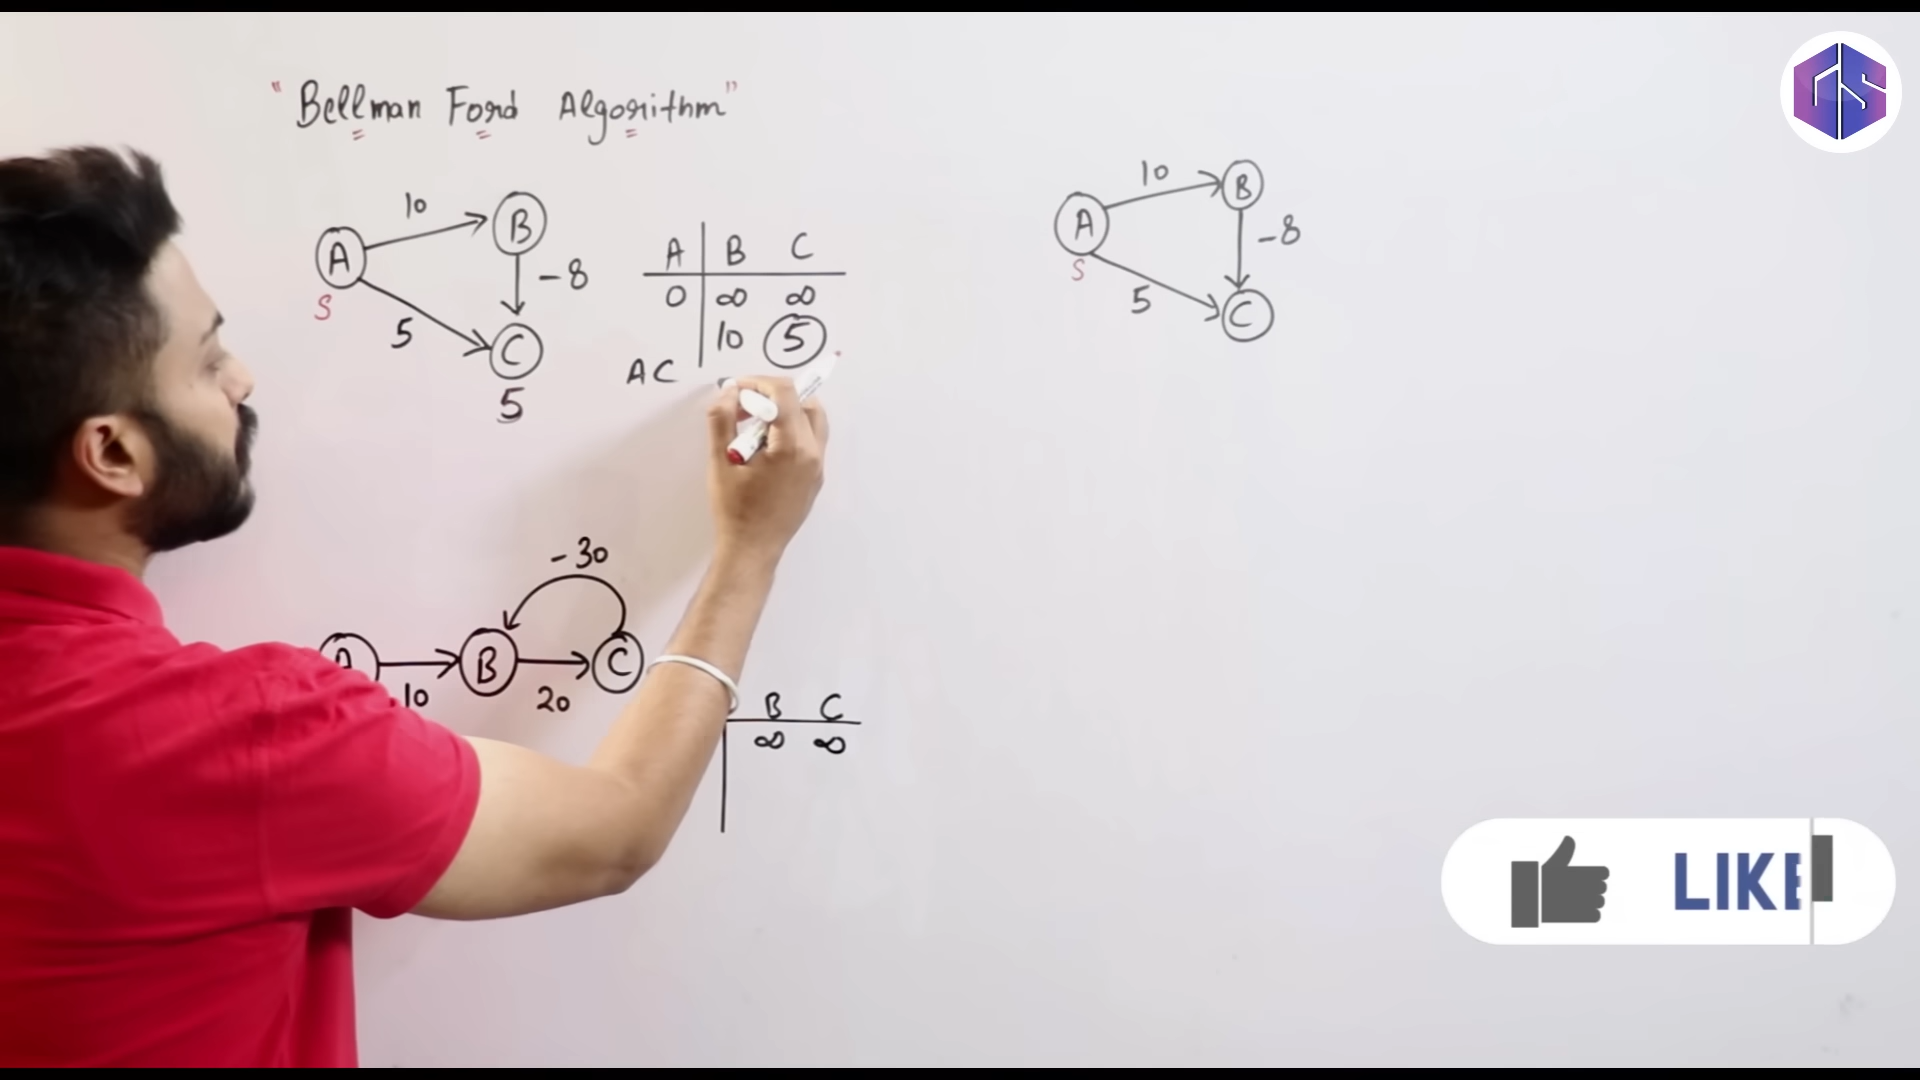 "Bellman Ford Algorithm"
10
A
B
-8
S
5
C
5
A B C
0 ∞ ∞
10 5
AC
10
A
B
-8
S
5
C
-30
A
B
C
10
20
B C
∞ ∞
LIKE